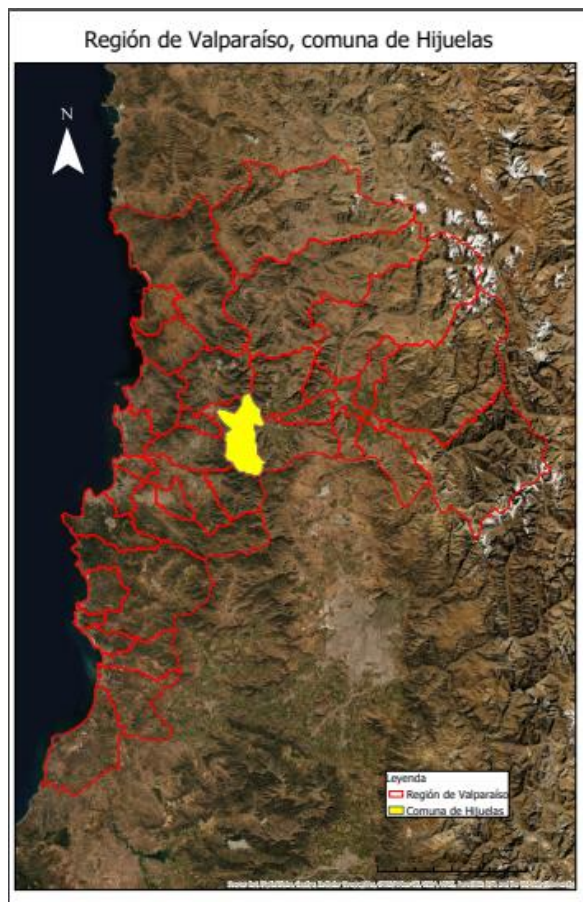 Región de Valparaíso, comuna de Hijuelas
N
Leyenda
Región de Valparaíso
Comuna de Hijuelas